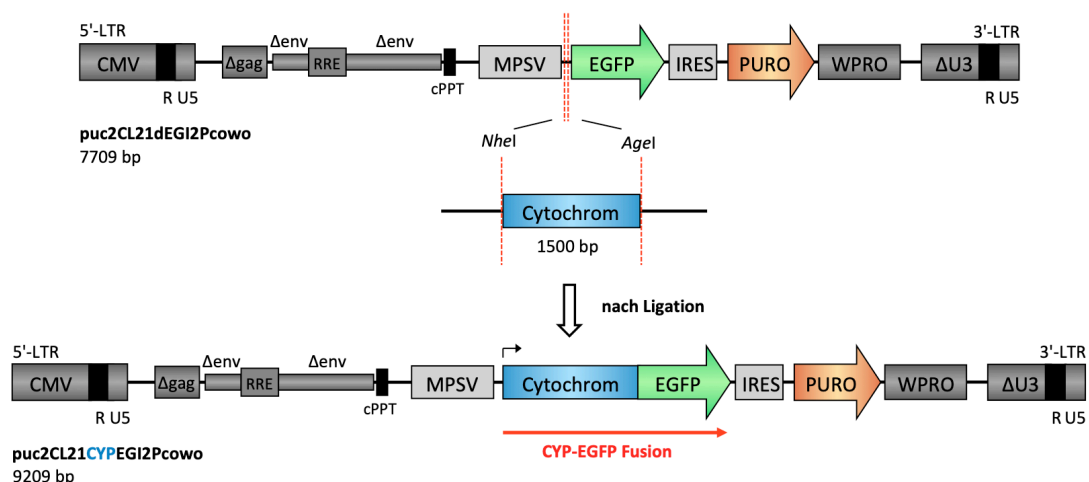 5'-LTR
3'-LTR
Δenv
Δenv
CMV
Δgag
RRE
MPSV
EGFP
IRES
PURO
WPRO
ΔU3
R U5
cPPT
R U5
puc2CL21dEGI2Pcowo
7709 bp
NheI
AgeI
Cytochrom
1500 bp
nach Ligation
5'-LTR
3'-LTR
Δenv
Δenv
CMV
Δgag
RRE
MPSV
Cytochrom
EGFP
IRES
PURO
WPRO
ΔU3
R U5
cPPT
R U5
CYP-EGFP Fusion
puc2CL21CYPEGI2Pcowo
9209 bp